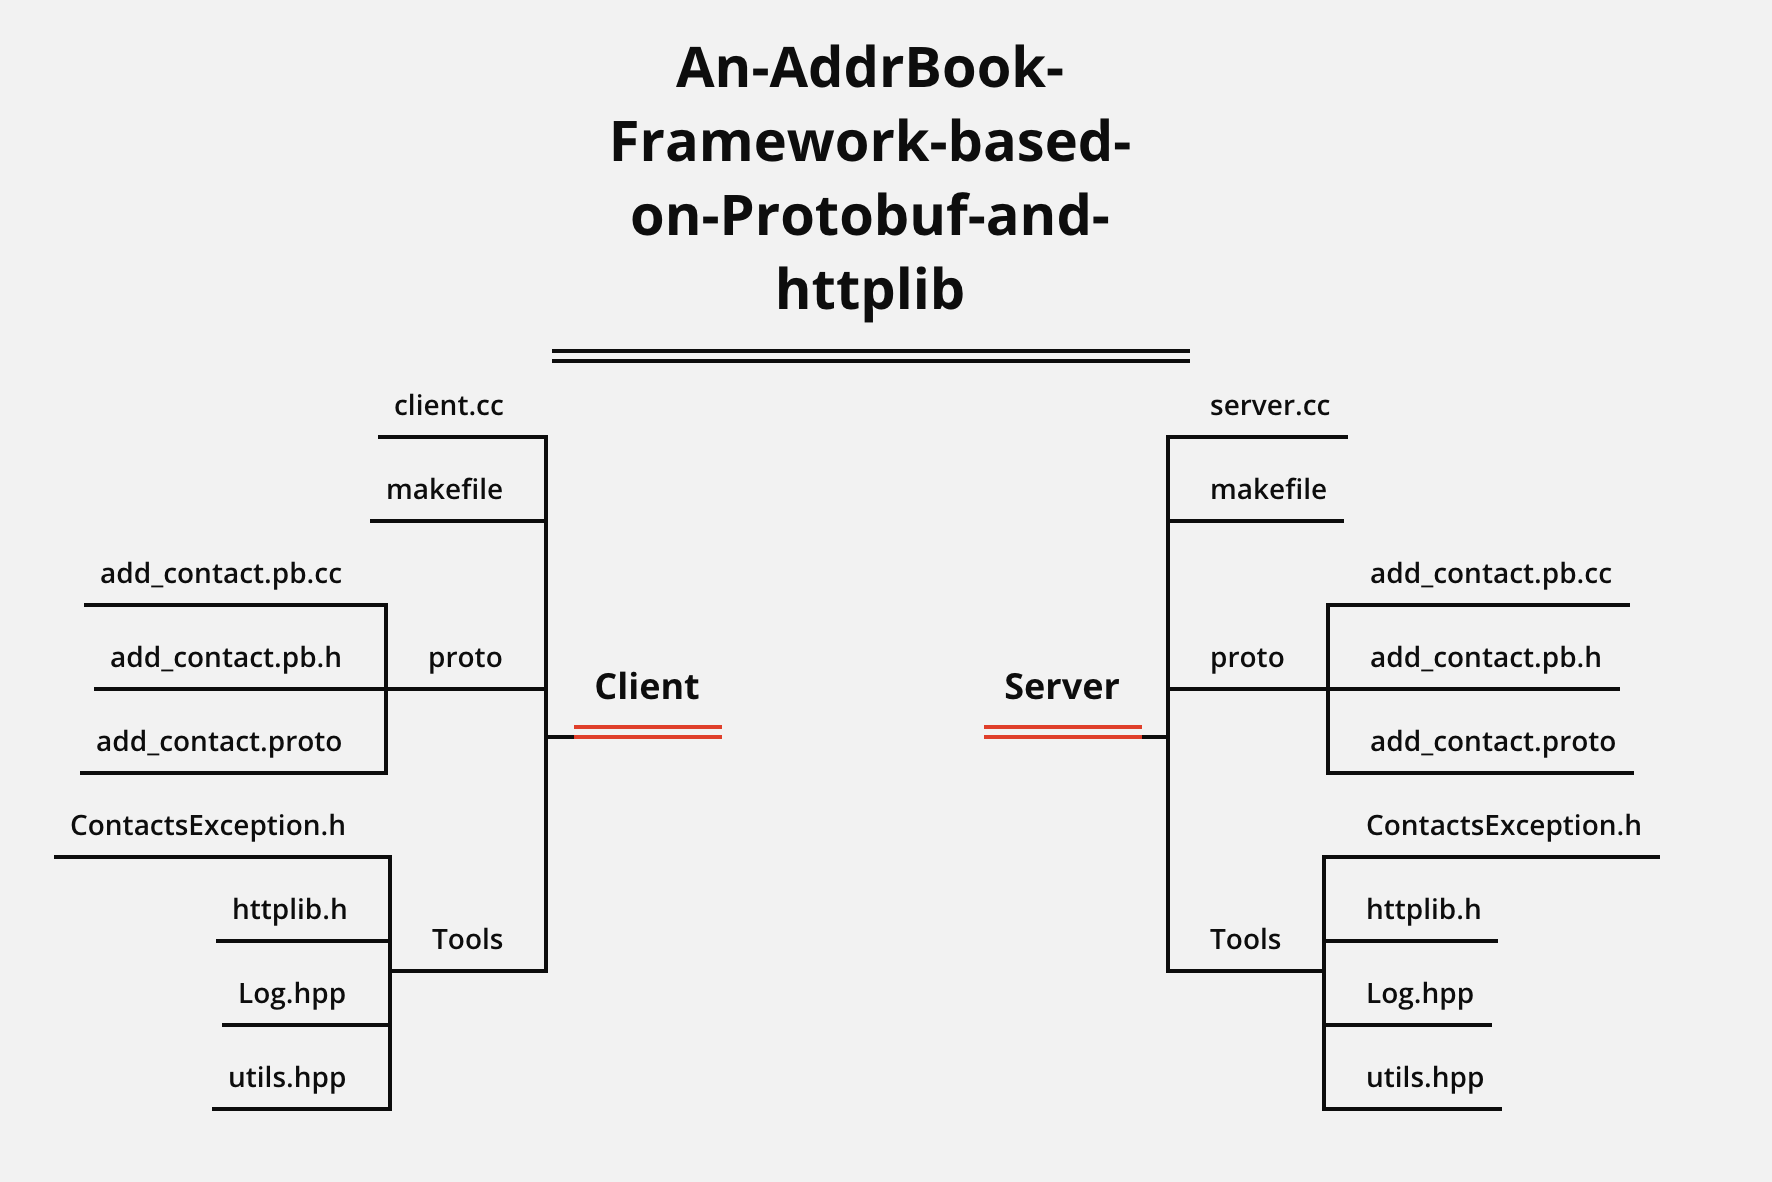 An-AddrBook-
Framework-based-
on-Protobuf-and-
httplib
client.cc
makefile
add_contact.pb.cc
add_contact.pb.h
proto
add_contact.proto
Client
ContactsException.h
httplib.h
Tools
Log.hpp
utils.hpp
server.cc
makefile
add_contact.pb.cc
proto
add_contact.pb.h
Server
add_contact.proto
ContactsException.h
httplib.h
Tools
Log.hpp
utils.hpp